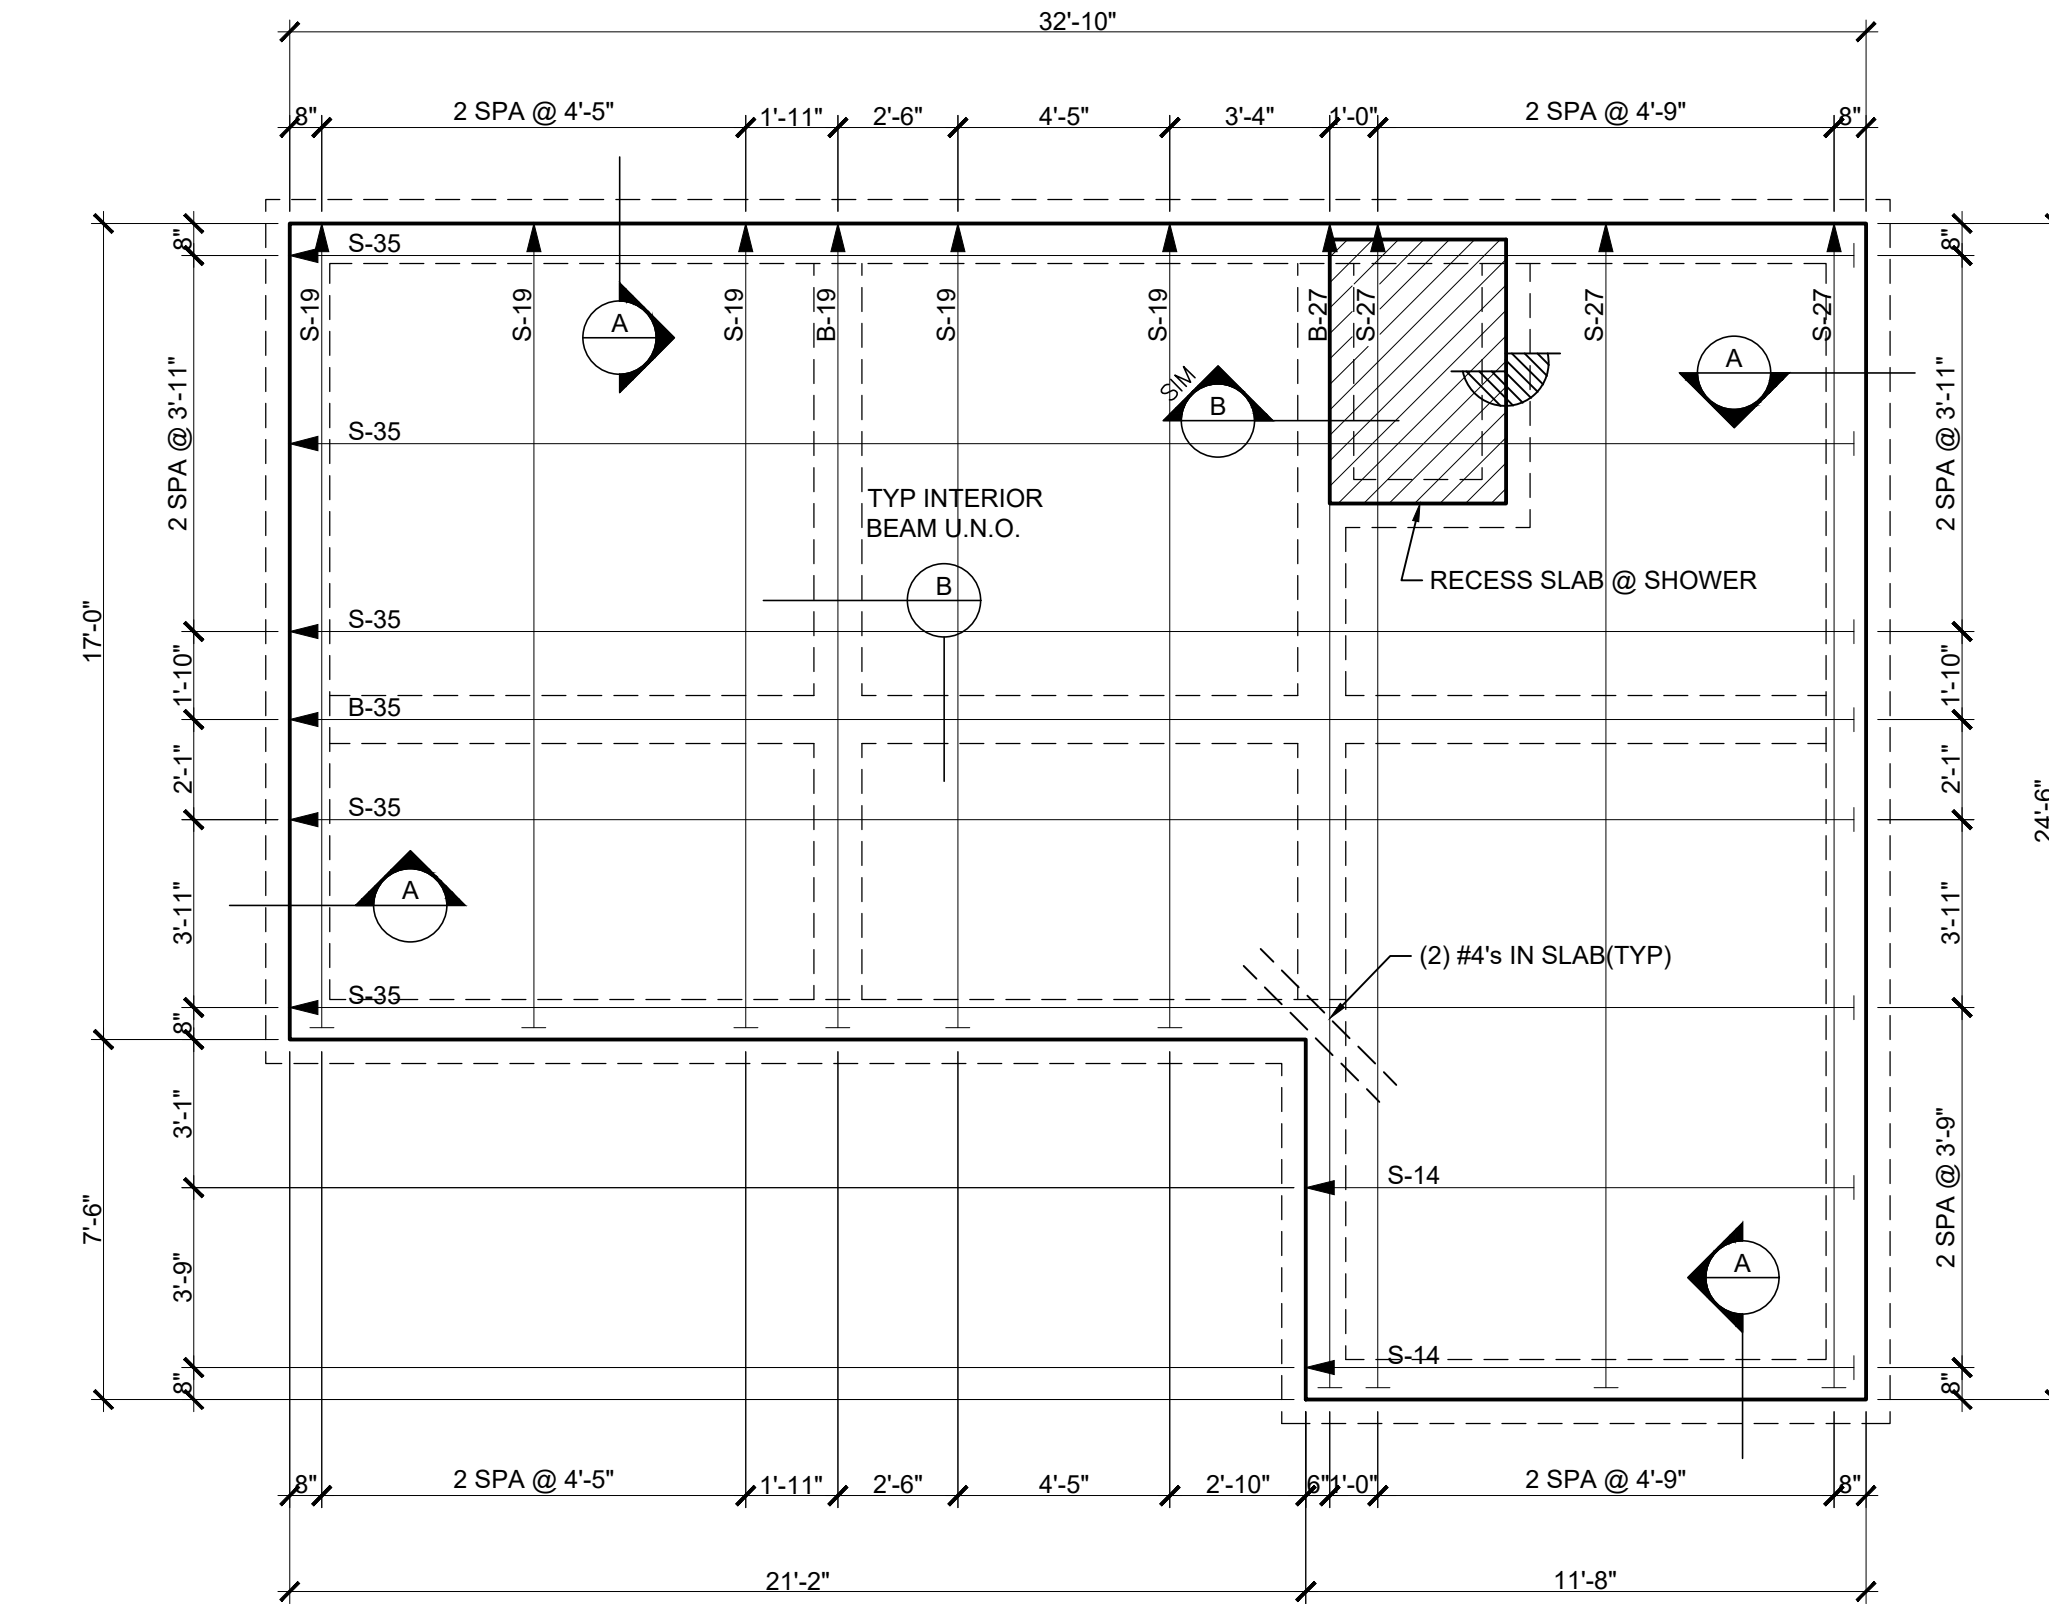 32'-10"
8"
2 SPA @ 4'-5"
1'-11"
2'-6"
4'-5"
3'-4"
1'-0"
2 SPA @ 4'-9"
8"
8"
2 SPA @ 3'-11"
17'-0"
1'-10"
2'-1"
3'-11"
8"
3'-1"
7'-6"
3'-9"
8"
S-35
S-19
S-19
S-19
B-19
S-19
S-19
B-27
S-27
S-27
S-27
A
A
SIM
B
S-35
TYP INTERIOR
BEAM U.N.O.
B
RECESS SLAB @ SHOWER
S-35
B-35
S-35
A
(2) #4's IN SLAB(TYP)
S-35
S-14
A
S-14
8"
2 SPA @ 3'-11"
1'-10"
2'-1"
24'-6"
3'-11"
2 SPA @ 3'-9"
8"
8"
2 SPA @ 4'-5"
1'-11"
2'-6"
4'-5"
2'-10"
6"
1'-0"
2 SPA @ 4'-9"
8"
21'-2"
11'-8"